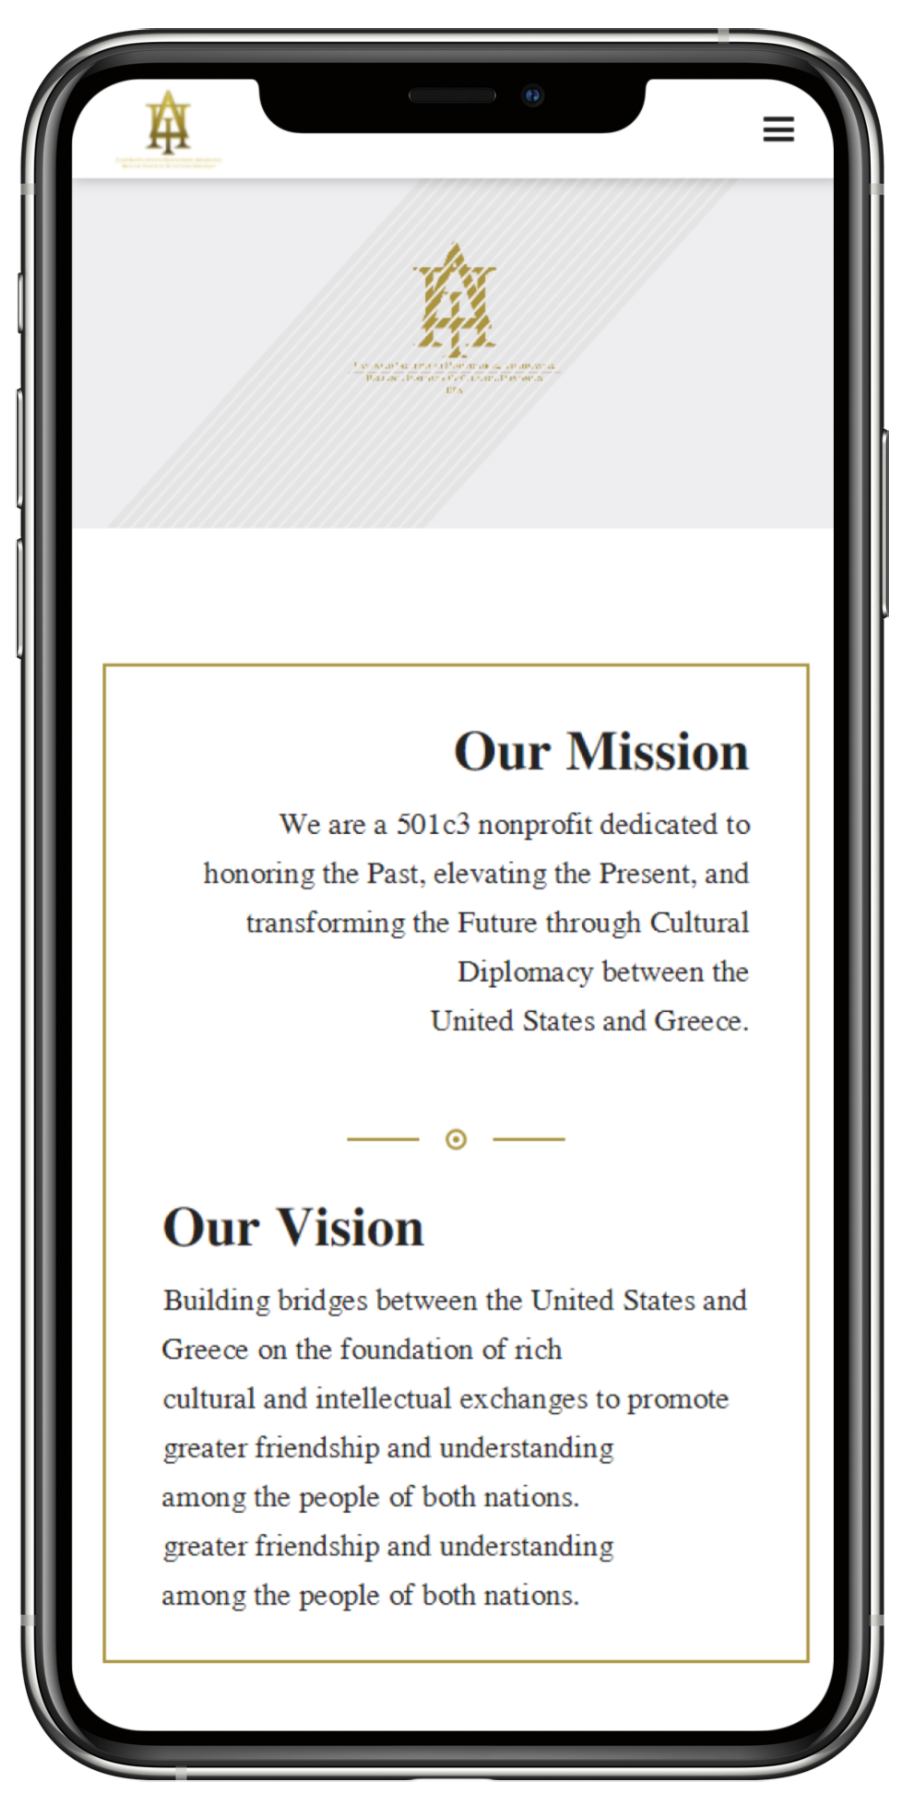 Our Mission
We are a 501c3 nonprofit dedicated to
honoring the Past, elevating the Present, and
transforming the Future through Cultural
Diplomacy between the
United States and Greece.
Our Vision
Building bridges between the United States and
Greece on the foundation of rich
cultural and intellectual exchanges to promote
greater friendship and understanding
among the people of both nations.
greater friendship and understanding
among the people of both nations.